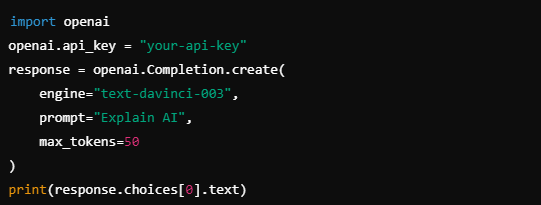 import openai
openai.api_key = "your-api-key"
response = openai.Completion.create(
    engine="text-davinci-003",
    prompt="Explain AI",
    max_tokens=50
)
print(response.choices[0].text)